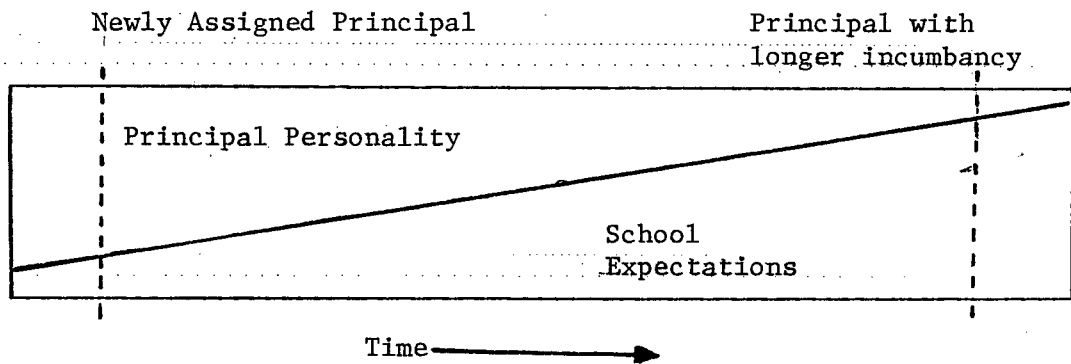 Newly Assigned Principal
Principal with
longer incumbancy
Principal Personality
School
Expectations
Time